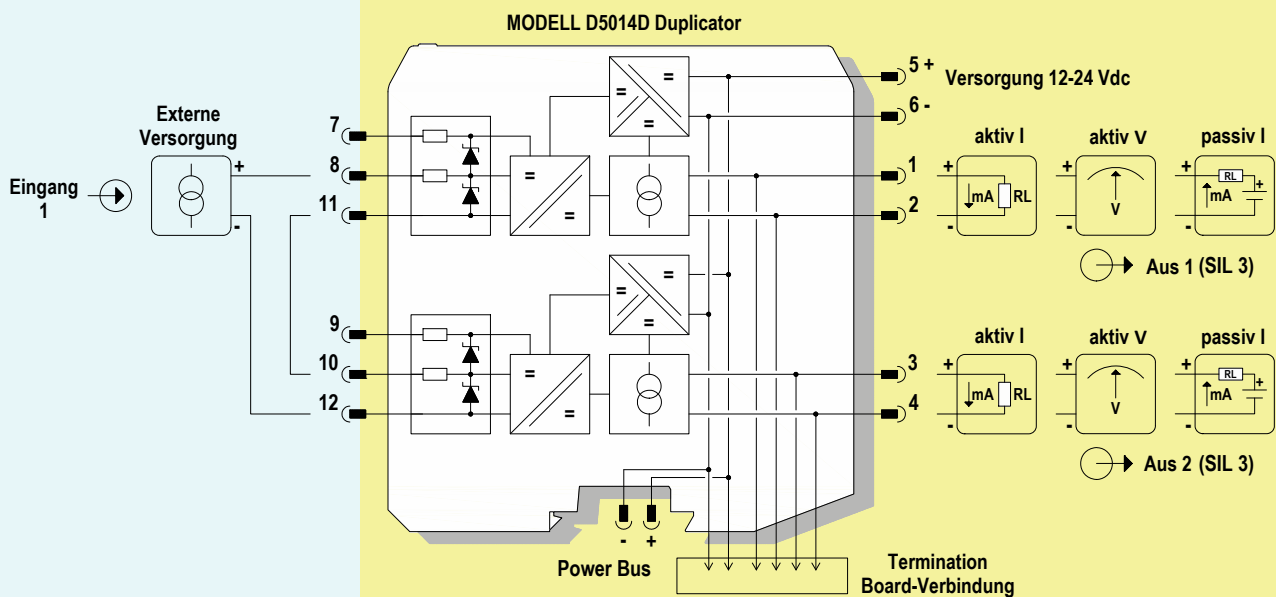 MODELL D5014D Duplicator
5 +
Versorgung 12-24 Vdc
6 -
Externe
Versorgung
7
8
11
+
-
Eingang
1
=
=
=
=
=
aktiv I
aktiv V
passiv I
1
2
+
mA
RL
-
+
V
-
+
RL
mA
+
-
Aus 1 (SIL 3)
=
=
=
=
=
9
10
12
aktiv I
aktiv V
passiv I
3
4
+
mA
RL
-
+
V
-
+
RL
mA
+
-
Aus 2 (SIL 3)
- +
Power Bus
Termination
Board-Verbindung